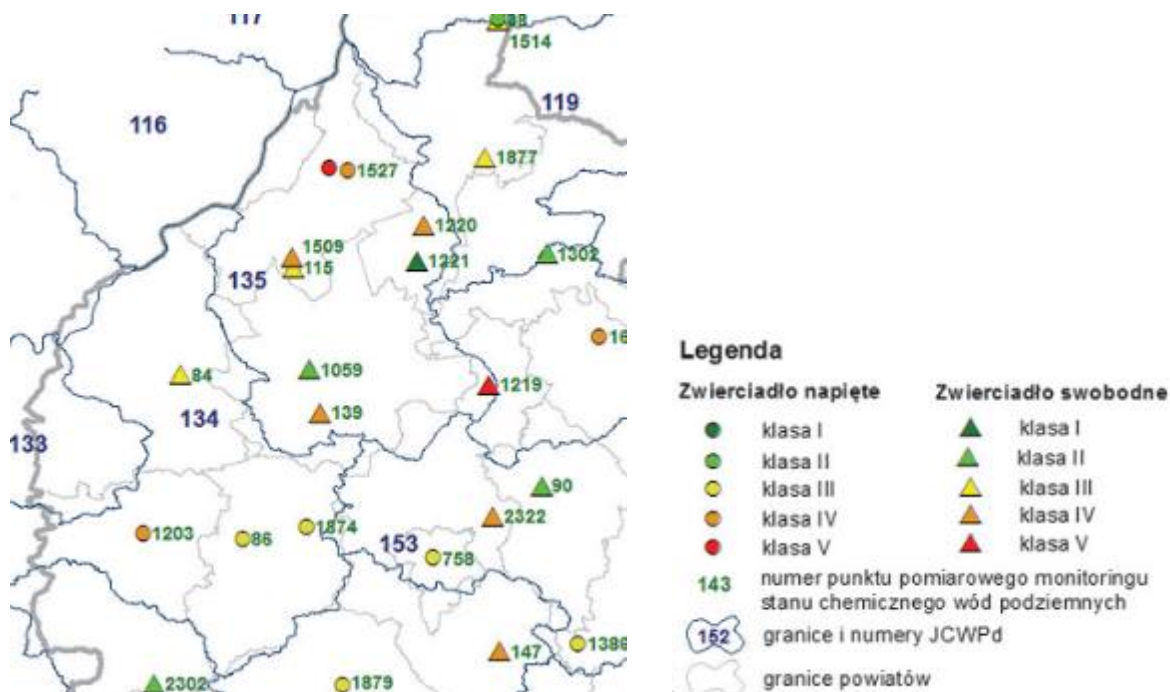 117
1514
119
116
1877
1527
1220
1509
1221
1302
135
115
16
1059
84
1219
139
134
133
90
2322
1874
1203
86
153
758
1386
147
2302
1879
Legenda
Zwierciadło napięte
klasa I
klasa II
klasa III
klasa IV
klasa V
Zwierciadło swobodne
klasa I
klasa II
klasa III
klasa IV
klasa V
143 numer punktu pomiarowego monitoringu
stanu chemicznego wód podziemnych
152 granice i numery JCWPd
granice powiatów